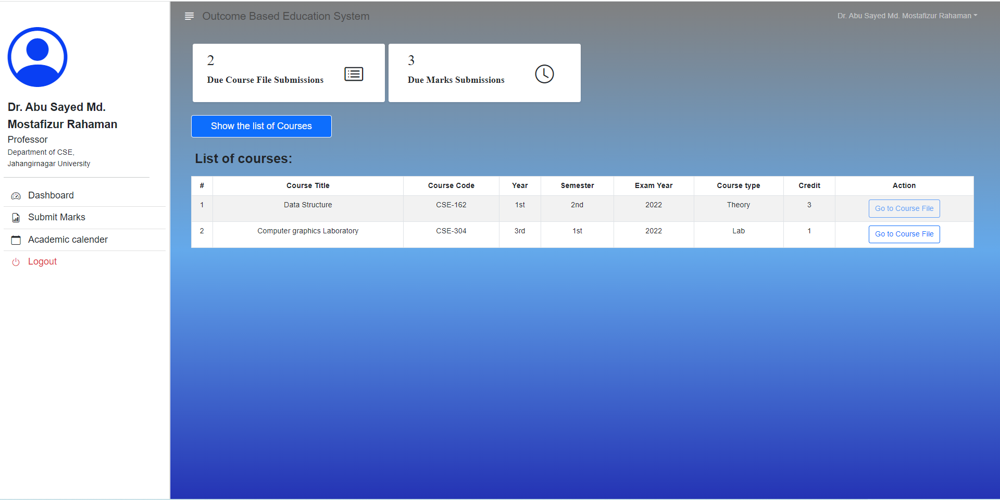 Dr. Abu Sayed Md.
Mostafizur Rahaman
Professor
Department of CSE,
Jahangirnagar University
Dashboard
Submit Marks
Academic calender
Logout
Outcome Based Education System
Dr. Abu Sayed Md. Mostafizur Rahaman
2
Due Course File Submissions
3
Due Marks Submissions
Show the list of Courses
List of courses:
# Course Title Course Code Year Semester Exam Year Course type Credit Action
1 Data Structure CSE-162 1st 2nd 2022 Theory 3 Go to Course File
2 Computer graphics Laboratory CSE-304 3rd 1st 2022 Lab 1 Go to Course File